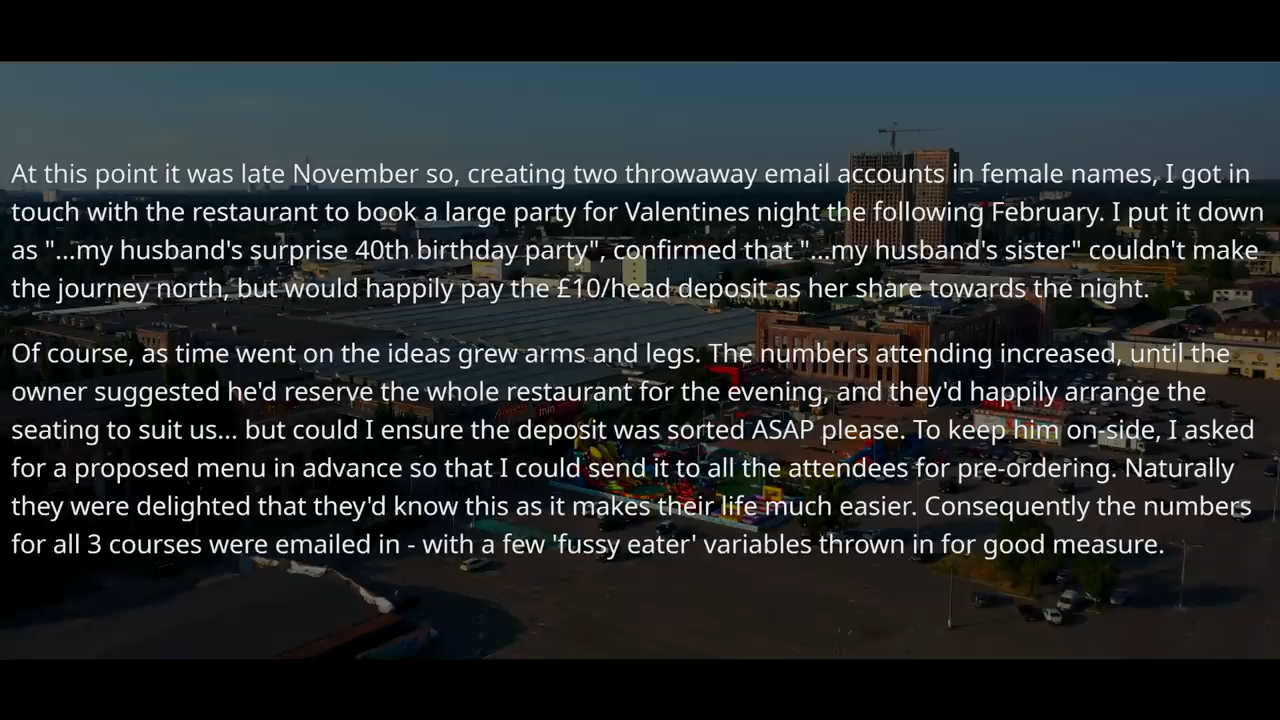 At this point it was late November so, creating two throwaway email accounts in female names, I got in
touch with the restaurant to book a large party for Valentines night the following February. I put it down
as "...my husband's surprise 40th birthday party", confirmed that "...my husband's sister" couldn't make
the journey north, but would happily pay the £10/head deposit as her share towards the night.
Of course, as time went on the ideas grew arms and legs. The numbers attending increased, until the
owner suggested he'd reserve the whole restaurant for the evening, and they'd happily arrange the
seating to suit us... but could I ensure the deposit was sorted ASAP please. To keep him on-side, I asked
for a proposed menu in advance so that I could send it to all the attendees for pre-ordering. Naturally
they were delighted that they'd know this as it makes their life much easier. Consequently the numbers
for all 3 courses were emailed in - with a few 'fussy eater' variables thrown in for good measure.